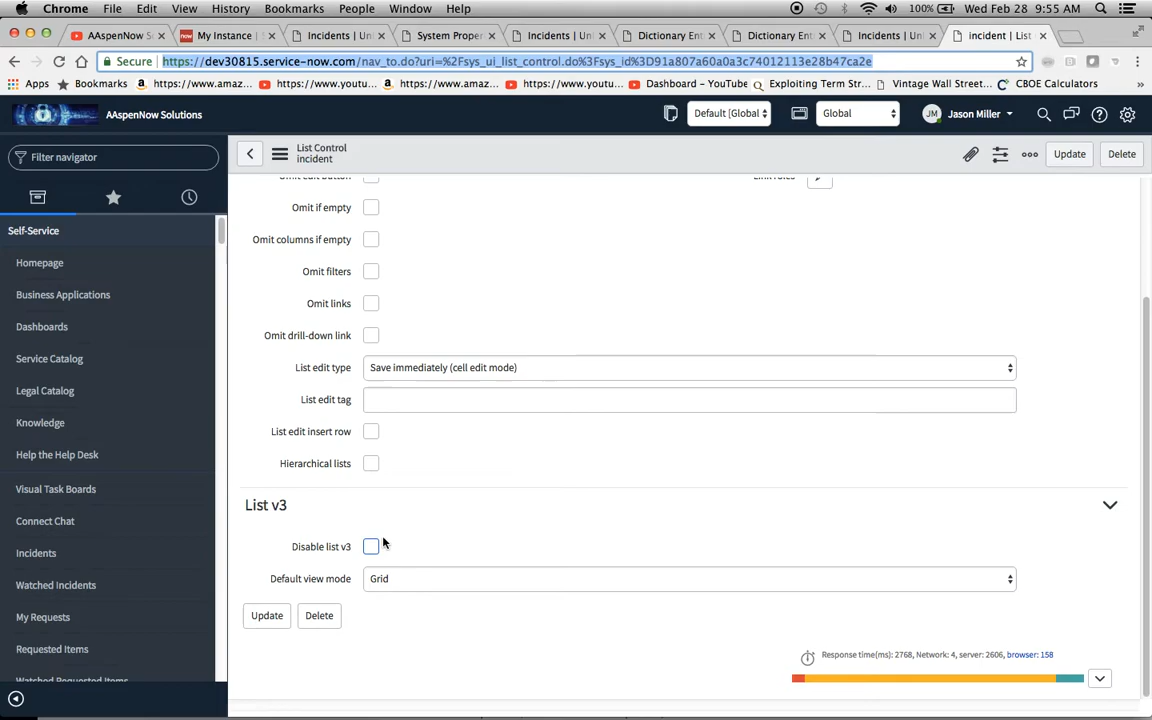 Chrome File Edit View History Bookmarks People Window Help 100% Wed Feb 28 9:55 AM
AAspenNow Solutions My Instance | Incidents | Un System Proper Incidents | Un Dictionary Ent Dictionary Ent Incidents | Un incident | List
Secure https://dev30815.service-now.com/nav_to.do?uri=%2Fsys_ui_list_control.do%3Fsys_id%3D91a807a60a0a3c74012113e28b47ca2e
Apps Bookmarks https://www.amaz... https://www.youtu... https://www.amaz... https://www.youtu... Dashboard – YouTube Exploting Term Str... Vintage Wall Street... CBOE Calculators »
AAspenNow Solutions Default [Global Global JM Jason Miller
Filter navigator
List Control
incident
Update Delete
Omit edit button Link roles
Self-Service
Homepage
Business Applications
Dashboards
Service Catalog
Legal Catalog
Knowledge
Help the Help Desk
Visual Task Boards
Connect Chat
Incidents
Watched Incidents
My Requests
Requested Items
Watched Requested Items
Omit if empty
Omit columns if empty
Omit filters
Omit links
Omit drill-down link
List edit type Save immediately (cell edit mode)
List edit tag
List edit insert row
Hierarchical lists
List v3
Disable list v3
Default view mode Grid
Update Delete
Response time(ms): 2768, Network: 4, server: 2606, browser: 158